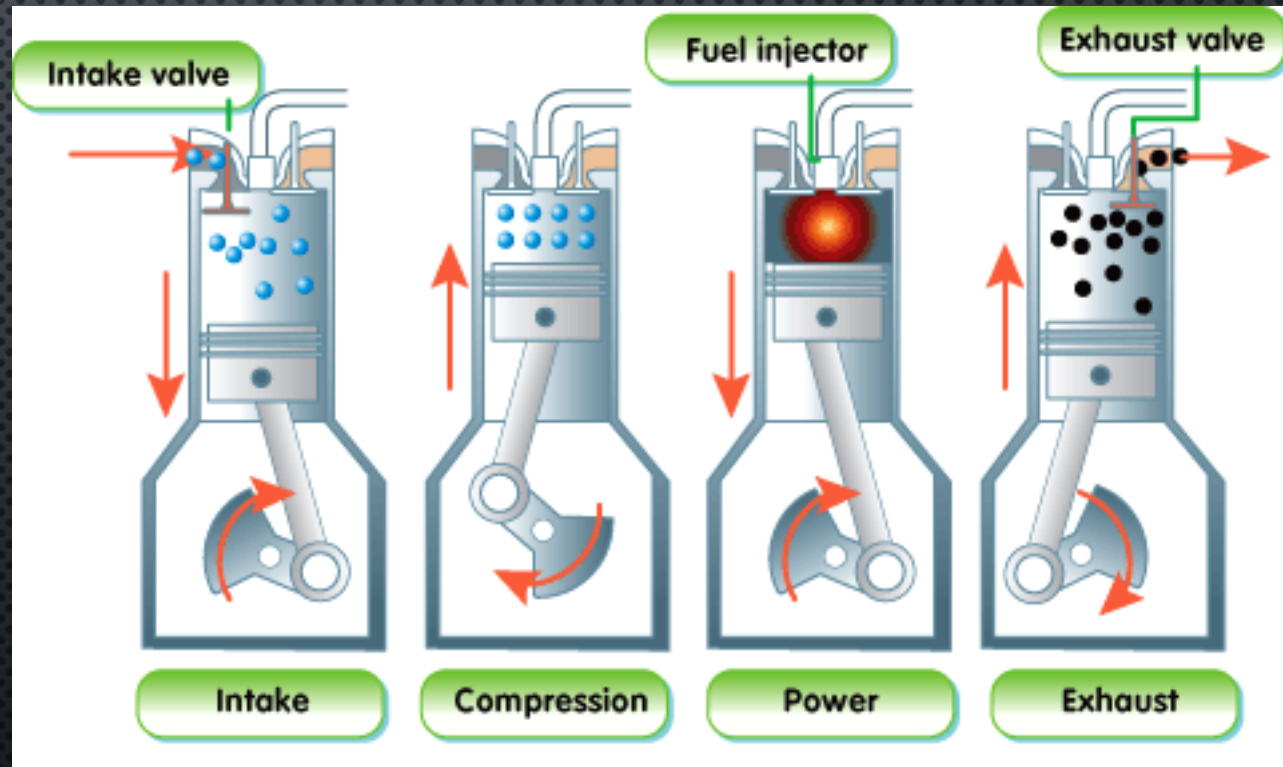 Intake valve
Fuel injector
Exhaust valve
Intake
Compression
Power
Exhaust